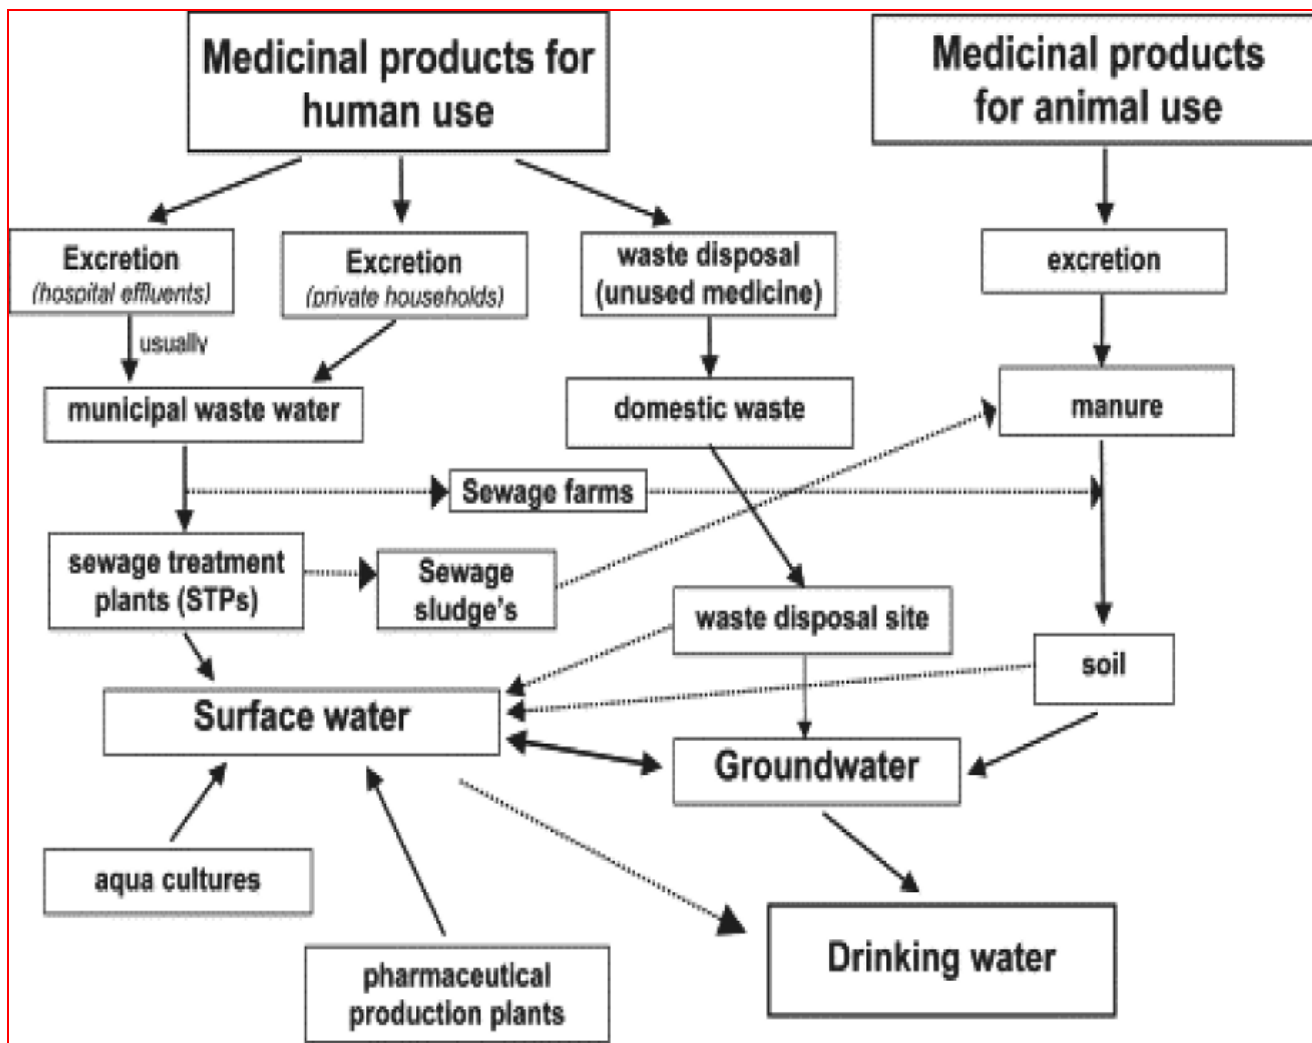 Medicinal products for
human use
Medicinal products
for animal use
Excretion
(hospital effluents)
Excretion
(private households)
waste disposal
(unused medicine)
excretion
usually
municipal waste water
domestic waste
manure
Sewage farms
sewage treatment
plants (STPs)
Sewage
sludge's
waste disposal site
soil
Surface water
Groundwater
aqua cultures
Drinking water
pharmaceutical
production plants